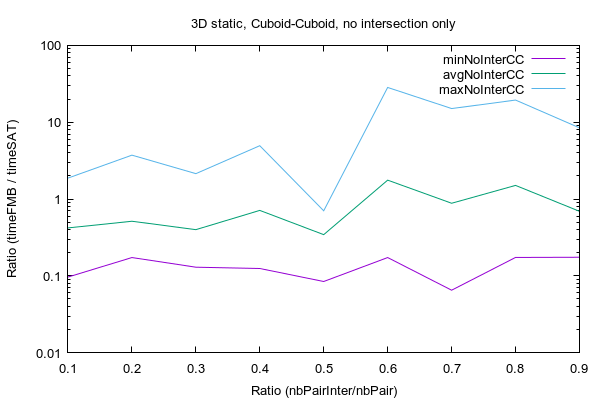 3D static, Cuboid-Cuboid, no intersection only
100
10
1
0.1
0.01
Ratio (timeFMB / timeSAT)
minNoInterCC
avgNoInterCC
maxNoInterCC
0.1 0.2 0.3 0.4 0.5 0.6 0.7 0.8 0.9
Ratio (nbPairInter/nbPair)